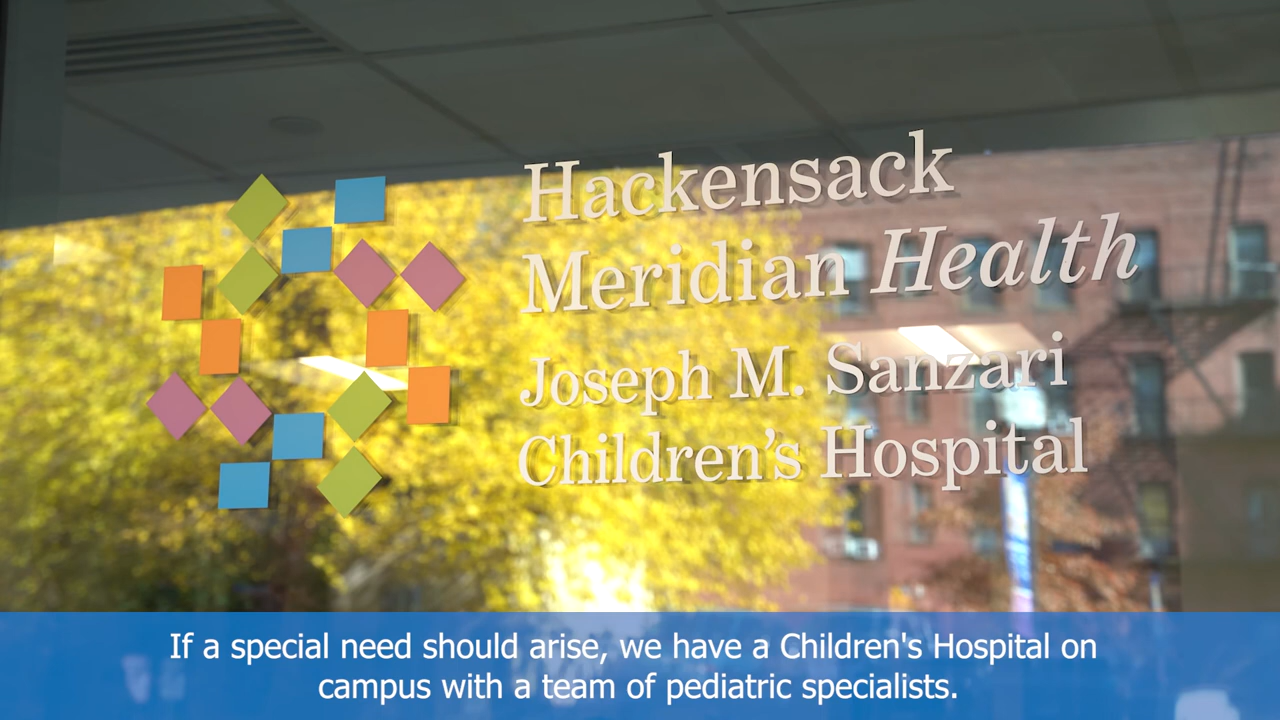 Hackensack
Meridian Health
Joseph M. Sanzari
Children's Hospital
If a special need should arise, we have a Children's Hospital on
campus with a team of pediatric specialists.